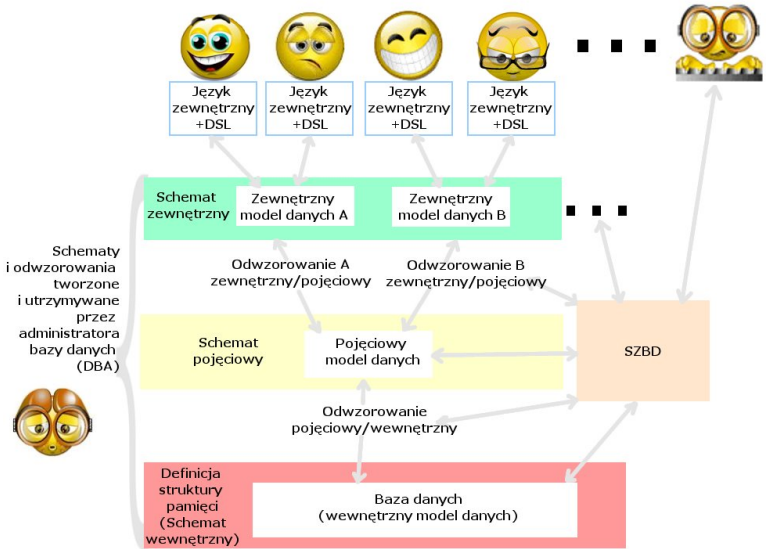 Język
zewnętrzny
+DSL
Język
zewnętrzny
+DSL
Język
zewnętrzny
+DSL
Język
zewnętrzny
+DSL
Schemat
zewnętrzny
Zewnętrzny
model danych A
Zewnętrzny
model danych B
Schematy
i odwzorowania
tworzone
i utrzymywane
przez
administratora
bazy danych
(DBA)
Odwzorowanie A
zewnętrzny/pojęciowy
Odwzorowanie B
zewnętrzny/pojęciowy
Schemat
pojęciowy
Pojęciowy
model danych
SZBD
Odwzorowanie
pojęciowy/wewnętrzny
Definicja
struktury
pamięci
(Schemat
wewnętrzny)
Baza danych
(wewnętrzny model danych)